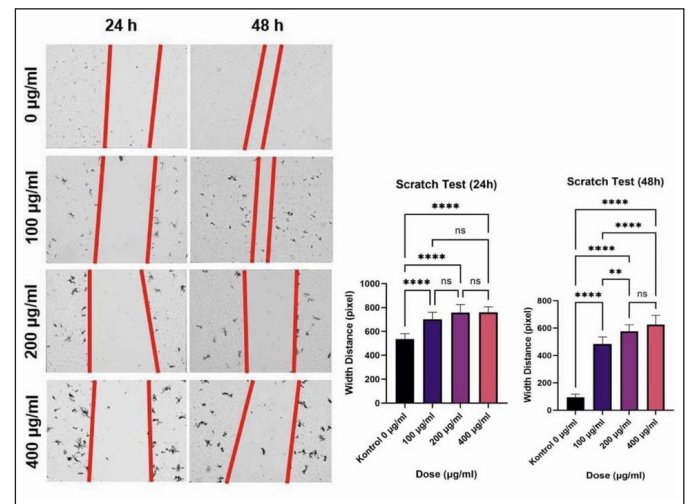 24 h 48 h
0 µg/ml
100 µg/ml
200 µg/ml
400 µg/ml
Scratch Test (24h)
****
ns
****
**** ns ns
Width Distance (pixel)
1000
800
600
400
200
0
Kontrol 0 µg/ml
100 µg/ml
200 µg/ml
400 µg/ml
Dose (µg/ml)
Scratch Test (48h)
****
****
****
**
**** ns
Width Distance (pixel)
800
600
400
200
0
Kontrol 0 µg/ml
100 µg/ml
200 µg/ml
400 µg/ml
Dose (µg/ml)